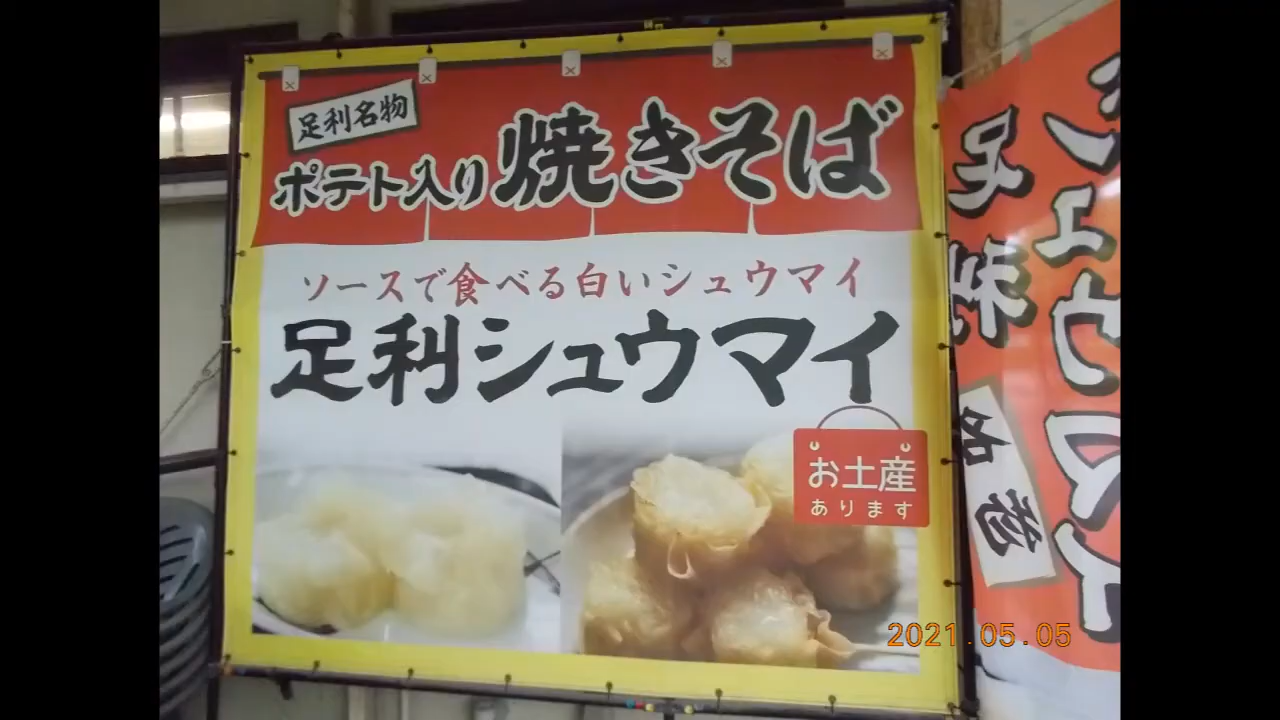 足利名物
ポテト入り焼きそば
ソースで食べる白いシュウマイ
足利シュウマイ
お土産
あります
2021.05.05